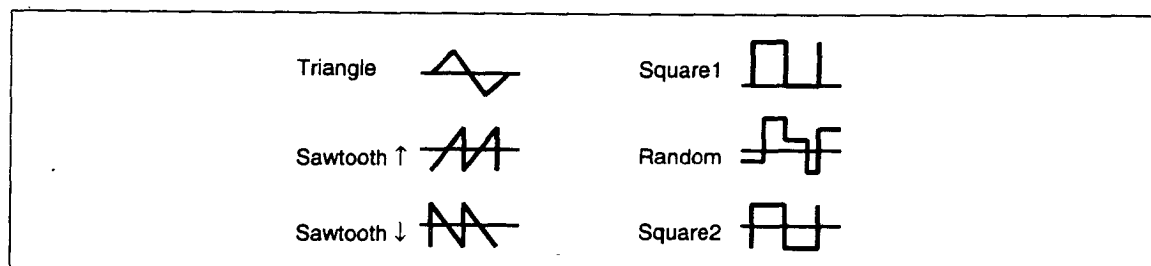 Triangle
Square1
Sawtooth ↑
Random
Sawtooth ↓
Square2